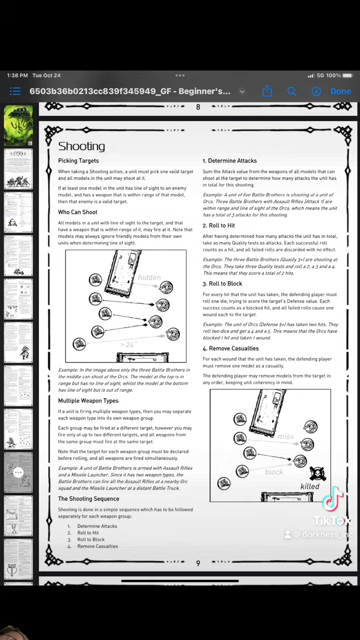 1:38 PM Tue Oct 24
5G 100%
6503b36b0213cc839f345949_GF - Beginner's...
Done
8
Shooting
Picking Targets
When taking a Shooting action, a unit must pick one valid target
and all models in the unit may shoot at it.
If at least one model in the unit has line of sight to an enemy
model, and has a weapon that is within range of that model,
then that enemy is a valid target.
Who Can Shoot
All models in a unit with line of sight to the target, and that
have a weapon that is within range of it, may fire at it. Note that
models may always ignore friendly models from their own
units when determining line of sight.
hidden
>24"
Example: In the image above only the three Battle Brothers in
the middle can shoot at the Orcs. The model at the top is in
range but has no line of sight, whilst the model at the bottom
has line of sight but is out of range.
Multiple Weapon Types
If a unit is firing multiple weapon types, then you may separate
each weapon type into its own weapon group.
Each group may be fired at a different target, however you may
fire only at up to two different targets, and all weapons from
the same group must fire at the same target.
Note that the target for each weapon group must be declared
before rolling, and all weapons are fired simultaneously.
Example: A unit of Battle Brothers is armed with Assault Rifles
and a Missile Launcher. Since it has two weapon types, the
Battle Brothers can fire all the Assault Rifles at a nearby Orc
squad and the Missile Launcher at a distant Battle Truck.
The Shooting Sequence
Shooting is done in a simple sequence which has to be followed
separately for each weapon group:
1. Determine Attacks
2. Roll to Hit
3. Roll to Block
4. Remove Casualties
1. Determine Attacks
Sum the Attack value from the weapons of all models that can
shoot at the target to determine how many attacks the unit has
in total for this shooting.
Example: A unit of five Battle Brothers is shooting at a unit of
Orcs. Three Battle Brothers with Assault Rifles (Attack 1) are
within range and line of sight of the Orcs, which means the unit
has a total of 3 attacks for this shooting.
2. Roll to Hit
After having determined how many attacks the unit has in total,
take as many Quality tests as attacks. Each successful roll
counts as a hit, and all failed rolls are discarded with no effect.
Example: The three Battle Brothers (Quality 3+) are shooting at
the Orcs. They take three Quality tests and roll a 2, a 3 and a 4.
This means that they score a total of 2 hits.
3. Roll to Block
For every hit that the unit has taken, the defending player must
roll one die, trying to score the target's Defense value. Each
success counts as a blocked hit, and all failed rolls cause one
wound each to the target.
Example: The unit of Orcs (Defense 5+) has taken two hits. They
roll two dice and get a 4 and a 5. This means that the Orcs have
blocked 1 hit and taken 1 wound.
4. Remove Casualties
For each wound that the unit has taken, the defending player
must remove one model as a casualty.
The defending player may remove models from the target in
any order, keeping unit coherency in mind.
miss
block
killed
9
TikTok